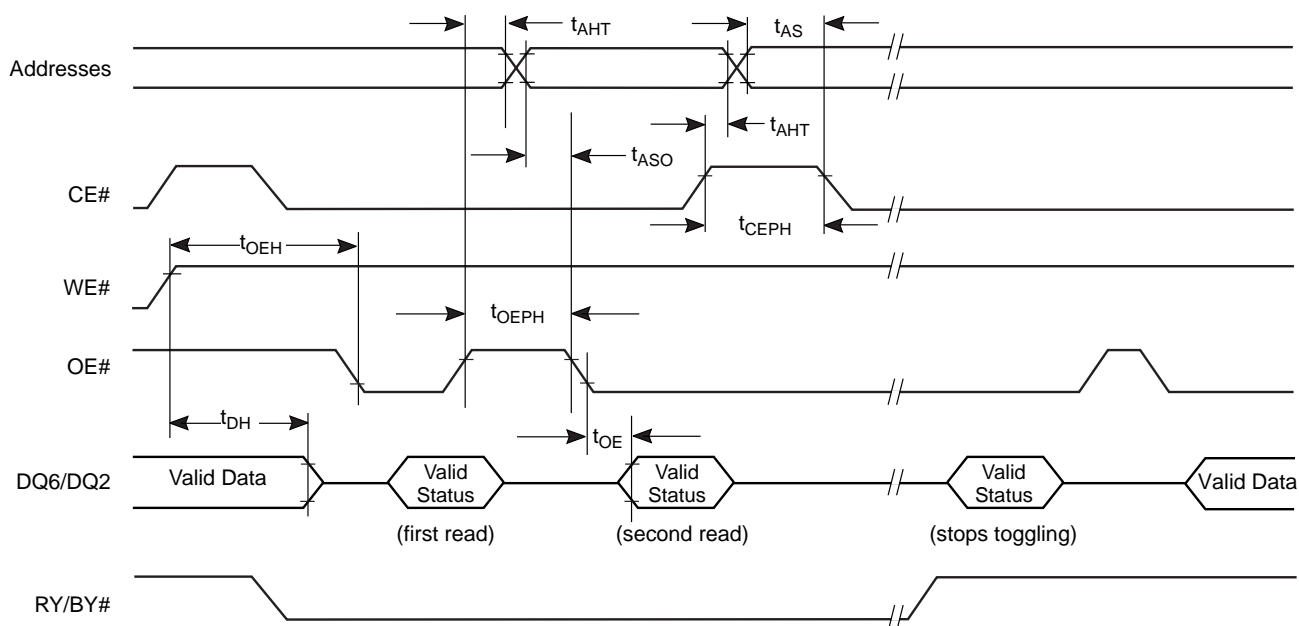 tAHT
tAS
Addresses
tAHT
tASO
CE#
tCEPH
tOEH
WE#
tOEPH
OE#
tDH
tOE
DQ6/DQ2
Valid Data
Valid
Status
Valid
Status
Valid
Status
Valid Data
(first read)
(second read)
(stops toggling)
RY/BY#